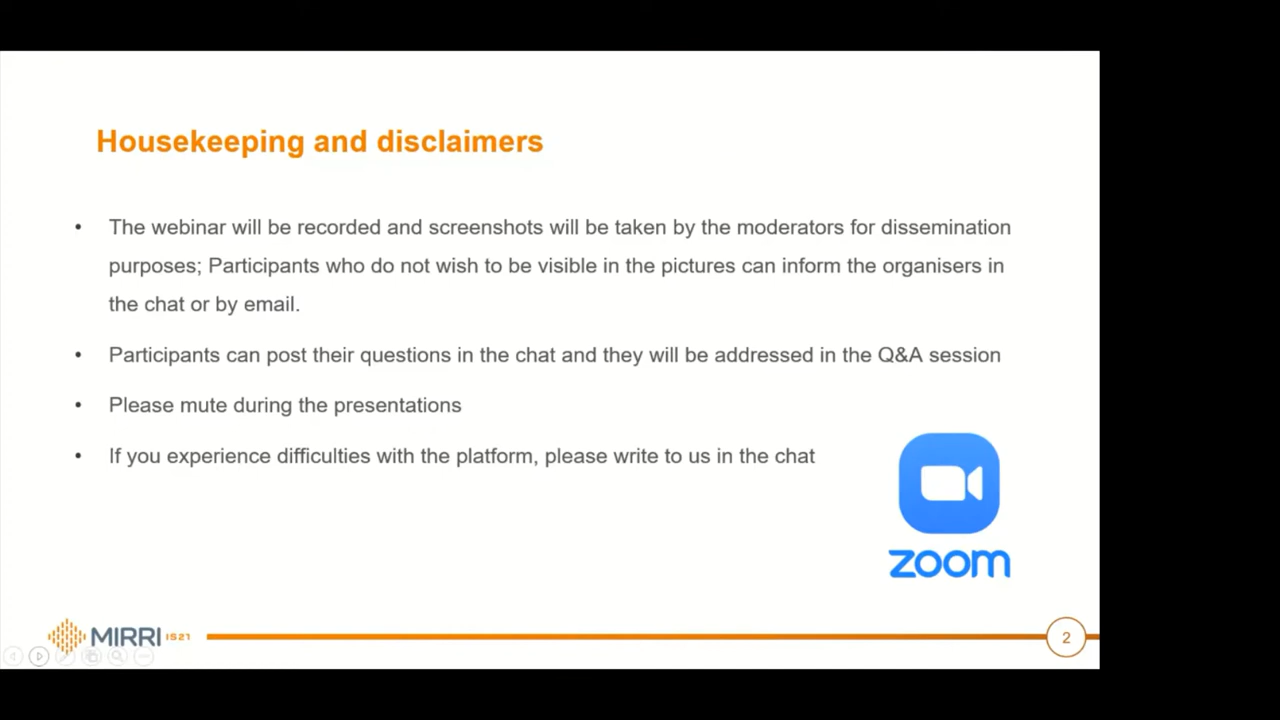 Housekeeping and disclaimers
• The webinar will be recorded and screenshots will be taken by the moderators for dissemination
purposes; Participants who do not wish to be visible in the pictures can inform the organisers in
the chat or by email.
• Participants can post their questions in the chat and they will be addressed in the Q&A session
• Please mute during the presentations
• If you experience difficulties with the platform, please write to us in the chat
zoom
MIRRI IS21
2